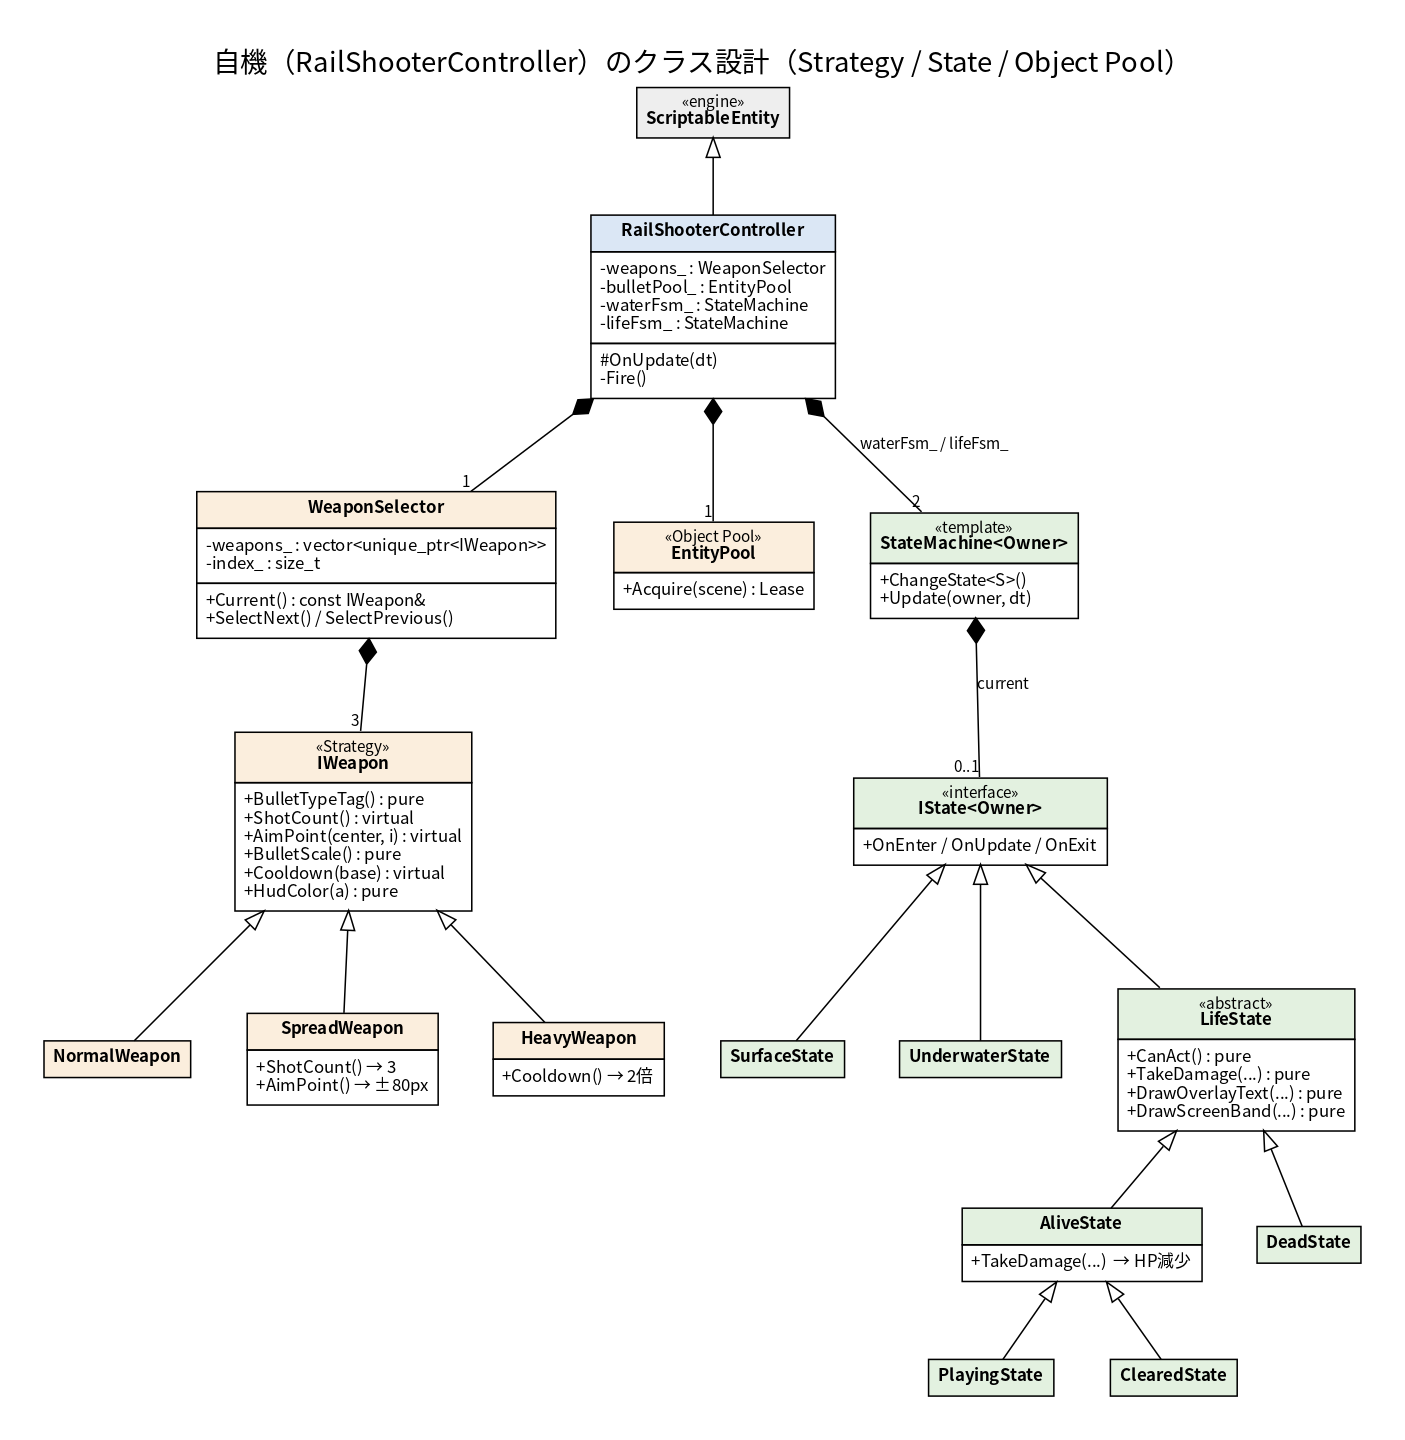 自機（RailShooterController）のクラス設計（Strategy / State / Object Pool）
«engine»
ScriptableEntity
RailShooterController
-weapons_ : WeaponSelector
-bulletPool_ : EntityPool
-waterFsm_ : StateMachine
-lifeFsm_ : StateMachine
#OnUpdate(dt)
-Fire()
waterFsm_ / lifeFsm_
1
1
2
WeaponSelector
-weapons_ : vector<unique_ptr<IWeapon>>
-index_ : size_t
+Current() : const IWeapon&
+SelectNext() / SelectPrevious()
«Object Pool»
EntityPool
+Acquire(scene) : Lease
«template»
StateMachine<Owner>
+ChangeState<S>()
+Update(owner, dt)
current
3
0..1
«Strategy»
IWeapon
+BulletTypeTag() : pure
+ShotCount() : virtual
+AimPoint(center, i) : virtual
+BulletScale() : pure
+Cooldown(base) : virtual
+HudColor(a) : pure
«interface»
IState<Owner>
+OnEnter / OnUpdate / OnExit
NormalWeapon
SpreadWeapon
+ShotCount() → 3
+AimPoint() → ±80px
HeavyWeapon
+Cooldown() → 2倍
SurfaceState
UnderwaterState
«abstract»
LifeState
+CanAct() : pure
+TakeDamage(...) : pure
+DrawOverlayText(...) : pure
+DrawScreenBand(...) : pure
AliveState
+TakeDamage(...) → HP減少
DeadState
PlayingState
ClearedState